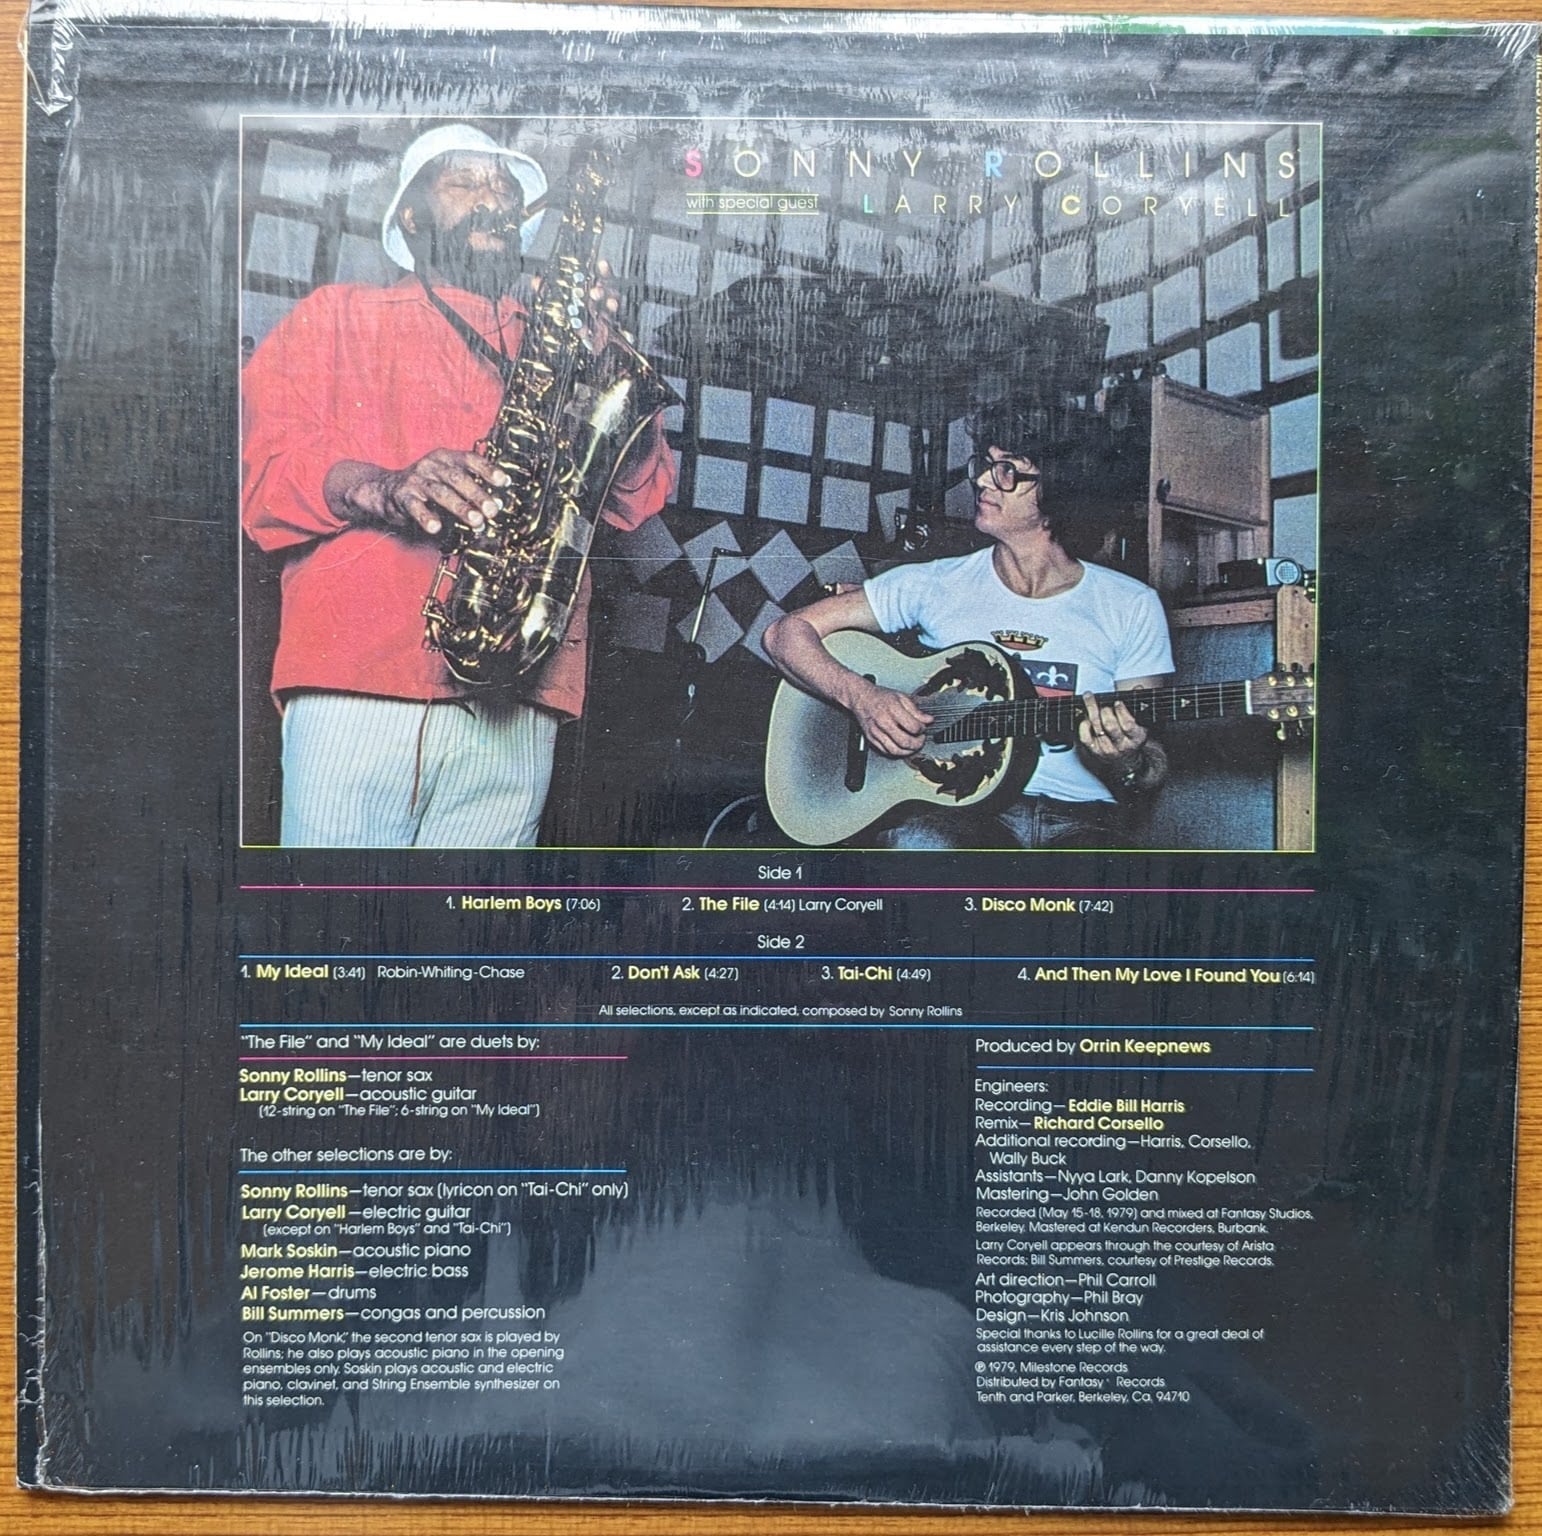 SONNY ROLLINS
with special guest LARRY CORYELL
Side 1
1. Harlem Boys (7:06) 2. The File (4:14) Larry Coryell 3. Disco Monk (7:42)
Side 2
1. My Ideal (3:41) Robin-Whiting-Chase 2. Don't Ask (4:27) 3. Tai-Chi (4:49) 4. And Then My Love I Found You (6:14)
All selections, except as indicated, composed by Sonny Rollins
"The File" and "My Ideal" are duets by:
Sonny Rollins—tenor sax
Larry Coryell—acoustic guitar
(12-string on "The File"; 6-string on "My Ideal")
The other selections are by:
Sonny Rollins—tenor sax (lyricon on "Tai-Chi" only)
Larry Coryell—electric guitar
(except on "Harlem Boys" and "Tai-Chi")
Mark Soskin—acoustic piano
Jerome Harris—electric bass
Al Foster—drums
Bill Summers—congas and percussion
On "Disco Monk," the second tenor sax is played by
Rollins; he also plays acoustic piano in the opening
ensembles only. Soskin plays acoustic and electric
piano, clavinet, and String Ensemble synthesizer on
this selection.
Produced by Orrin Keepnews
Engineers:
Recording—Eddie Bill Harris
Remix—Richard Corsello
Additional recording—Harris, Corsello,
Wally Buck
Assistants—Nyya Lark, Danny Kopelson
Mastering—John Golden
Recorded (May 15-18, 1979) and mixed at Fantasy Studios,
Berkeley. Mastered at Kendun Recorders, Burbank.
Larry Coryell appears through the courtesy of Arista
Records; Bill Summers, courtesy of Prestige Records.
Art direction—Phil Carroll
Photography—Phil Bray
Design—Kris Johnson
Special thanks to Lucille Rollins for a great deal of
assistance every step of the way.
℗ 1979, Milestone Records
Distributed by Fantasy Records
Tenth and Parker, Berkeley, Ca. 94710